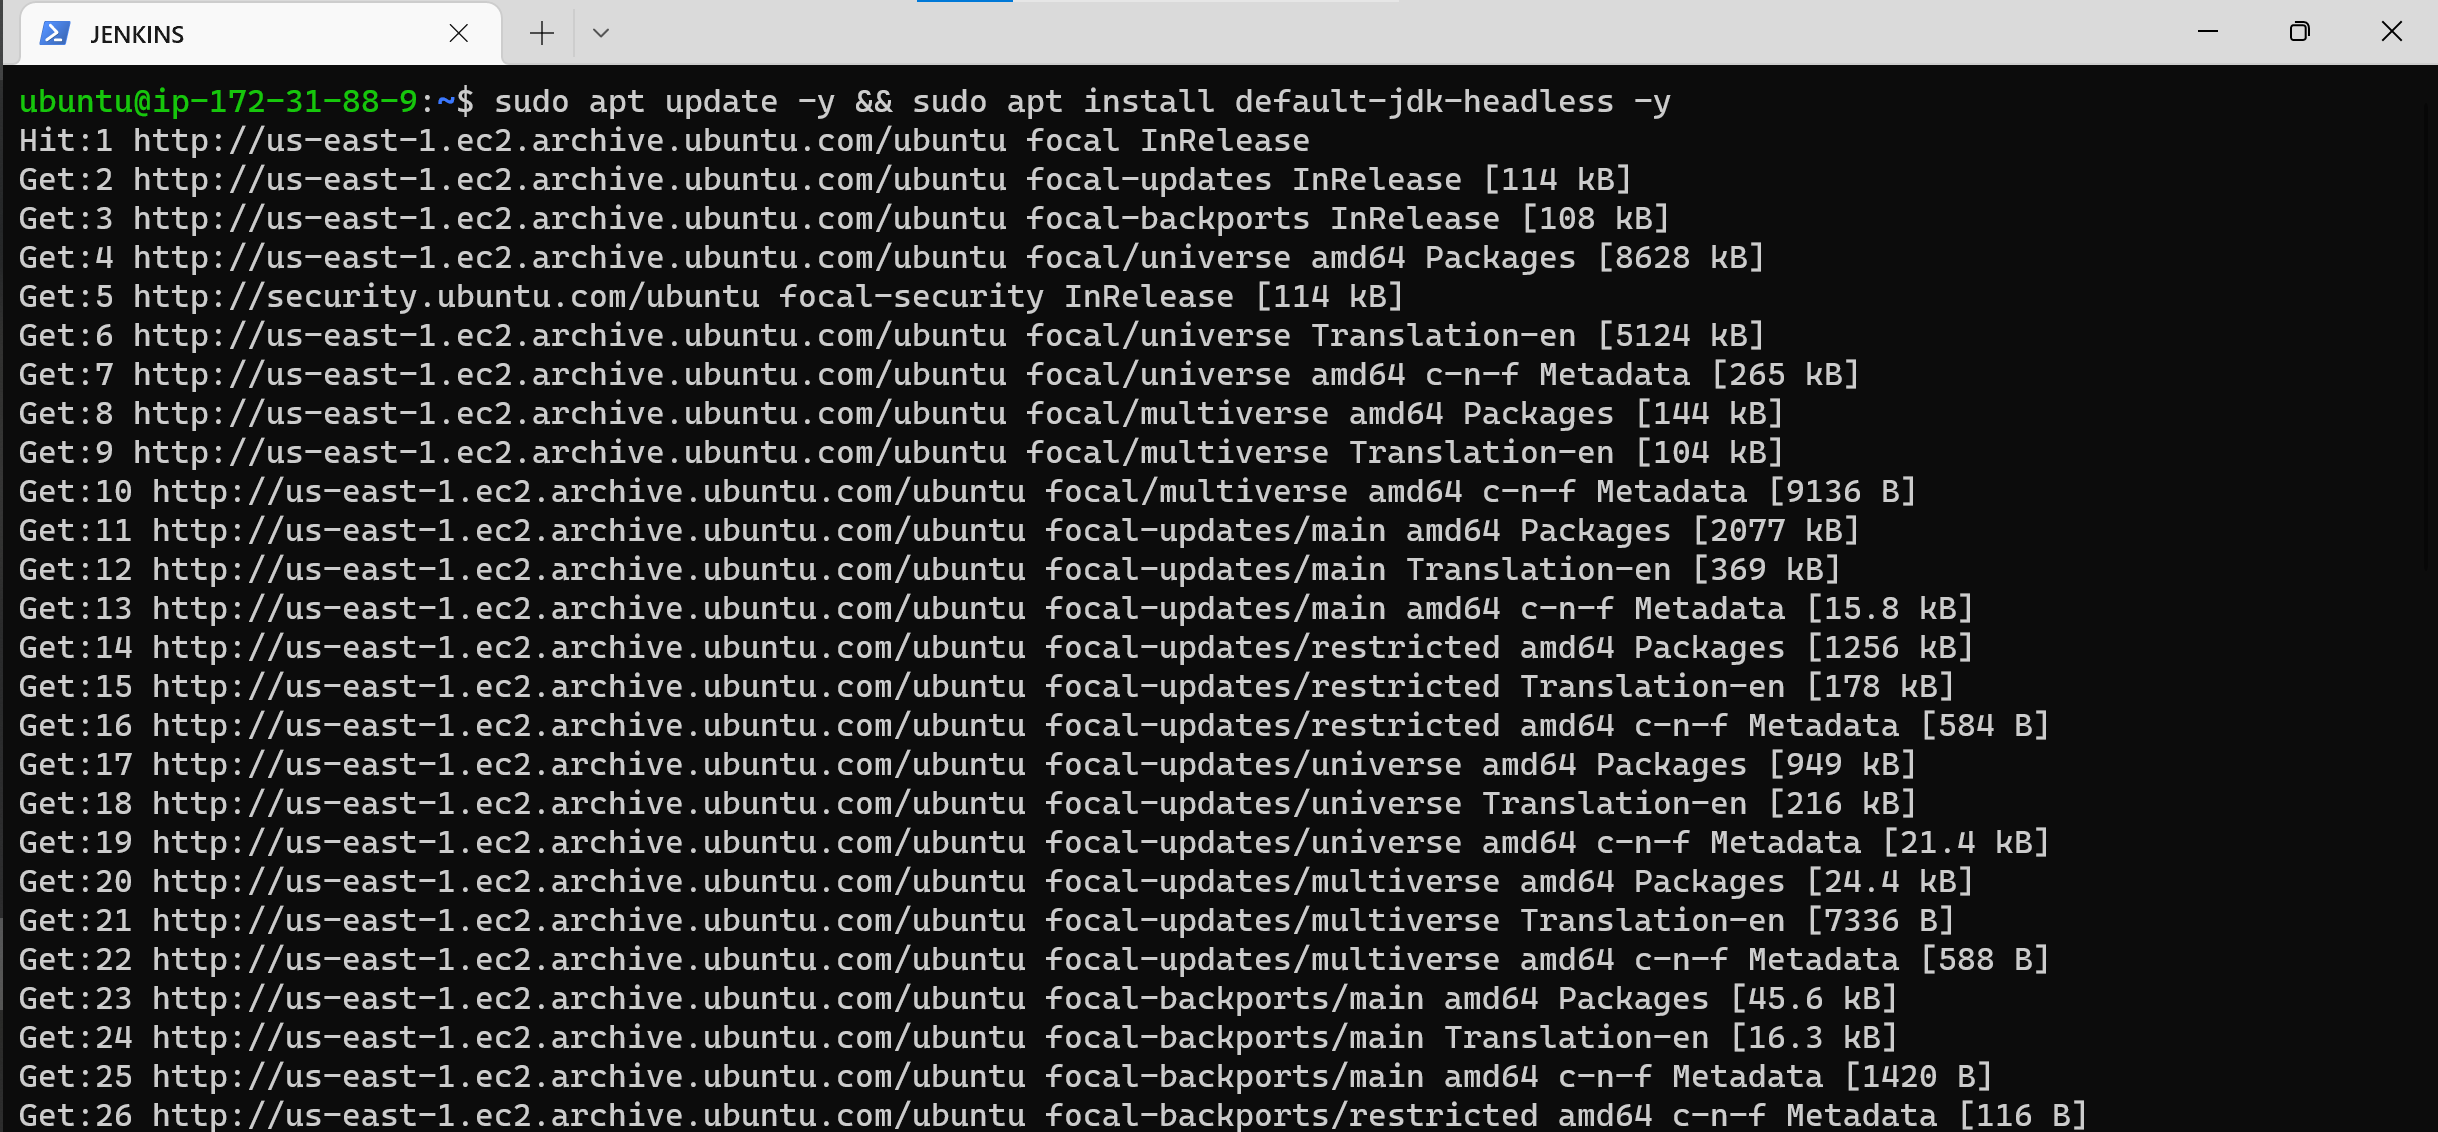 JENKINS
ubuntu@ip-172-31-88-9:~$ sudo apt update -y && sudo apt install default-jdk-headless -y
Hit:1 http://us-east-1.ec2.archive.ubuntu.com/ubuntu focal InRelease
Get:2 http://us-east-1.ec2.archive.ubuntu.com/ubuntu focal-updates InRelease [114 kB]
Get:3 http://us-east-1.ec2.archive.ubuntu.com/ubuntu focal-backports InRelease [108 kB]
Get:4 http://us-east-1.ec2.archive.ubuntu.com/ubuntu focal/universe amd64 Packages [8628 kB]
Get:5 http://security.ubuntu.com/ubuntu focal-security InRelease [114 kB]
Get:6 http://us-east-1.ec2.archive.ubuntu.com/ubuntu focal/universe Translation-en [5124 kB]
Get:7 http://us-east-1.ec2.archive.ubuntu.com/ubuntu focal/universe amd64 c-n-f Metadata [265 kB]
Get:8 http://us-east-1.ec2.archive.ubuntu.com/ubuntu focal/multiverse amd64 Packages [144 kB]
Get:9 http://us-east-1.ec2.archive.ubuntu.com/ubuntu focal/multiverse Translation-en [104 kB]
Get:10 http://us-east-1.ec2.archive.ubuntu.com/ubuntu focal/multiverse amd64 c-n-f Metadata [9136 B]
Get:11 http://us-east-1.ec2.archive.ubuntu.com/ubuntu focal-updates/main amd64 Packages [2077 kB]
Get:12 http://us-east-1.ec2.archive.ubuntu.com/ubuntu focal-updates/main Translation-en [369 kB]
Get:13 http://us-east-1.ec2.archive.ubuntu.com/ubuntu focal-updates/main amd64 c-n-f Metadata [15.8 kB]
Get:14 http://us-east-1.ec2.archive.ubuntu.com/ubuntu focal-updates/restricted amd64 Packages [1256 kB]
Get:15 http://us-east-1.ec2.archive.ubuntu.com/ubuntu focal-updates/restricted Translation-en [178 kB]
Get:16 http://us-east-1.ec2.archive.ubuntu.com/ubuntu focal-updates/restricted amd64 c-n-f Metadata [584 B]
Get:17 http://us-east-1.ec2.archive.ubuntu.com/ubuntu focal-updates/universe amd64 Packages [949 kB]
Get:18 http://us-east-1.ec2.archive.ubuntu.com/ubuntu focal-updates/universe Translation-en [216 kB]
Get:19 http://us-east-1.ec2.archive.ubuntu.com/ubuntu focal-updates/universe amd64 c-n-f Metadata [21.4 kB]
Get:20 http://us-east-1.ec2.archive.ubuntu.com/ubuntu focal-updates/multiverse amd64 Packages [24.4 kB]
Get:21 http://us-east-1.ec2.archive.ubuntu.com/ubuntu focal-updates/multiverse Translation-en [7336 B]
Get:22 http://us-east-1.ec2.archive.ubuntu.com/ubuntu focal-updates/multiverse amd64 c-n-f Metadata [588 B]
Get:23 http://us-east-1.ec2.archive.ubuntu.com/ubuntu focal-backports/main amd64 Packages [45.6 kB]
Get:24 http://us-east-1.ec2.archive.ubuntu.com/ubuntu focal-backports/main Translation-en [16.3 kB]
Get:25 http://us-east-1.ec2.archive.ubuntu.com/ubuntu focal-backports/main amd64 c-n-f Metadata [1420 B]
Get:26 http://us-east-1.ec2.archive.ubuntu.com/ubuntu focal-backports/restricted amd64 c-n-f Metadata [116 B]